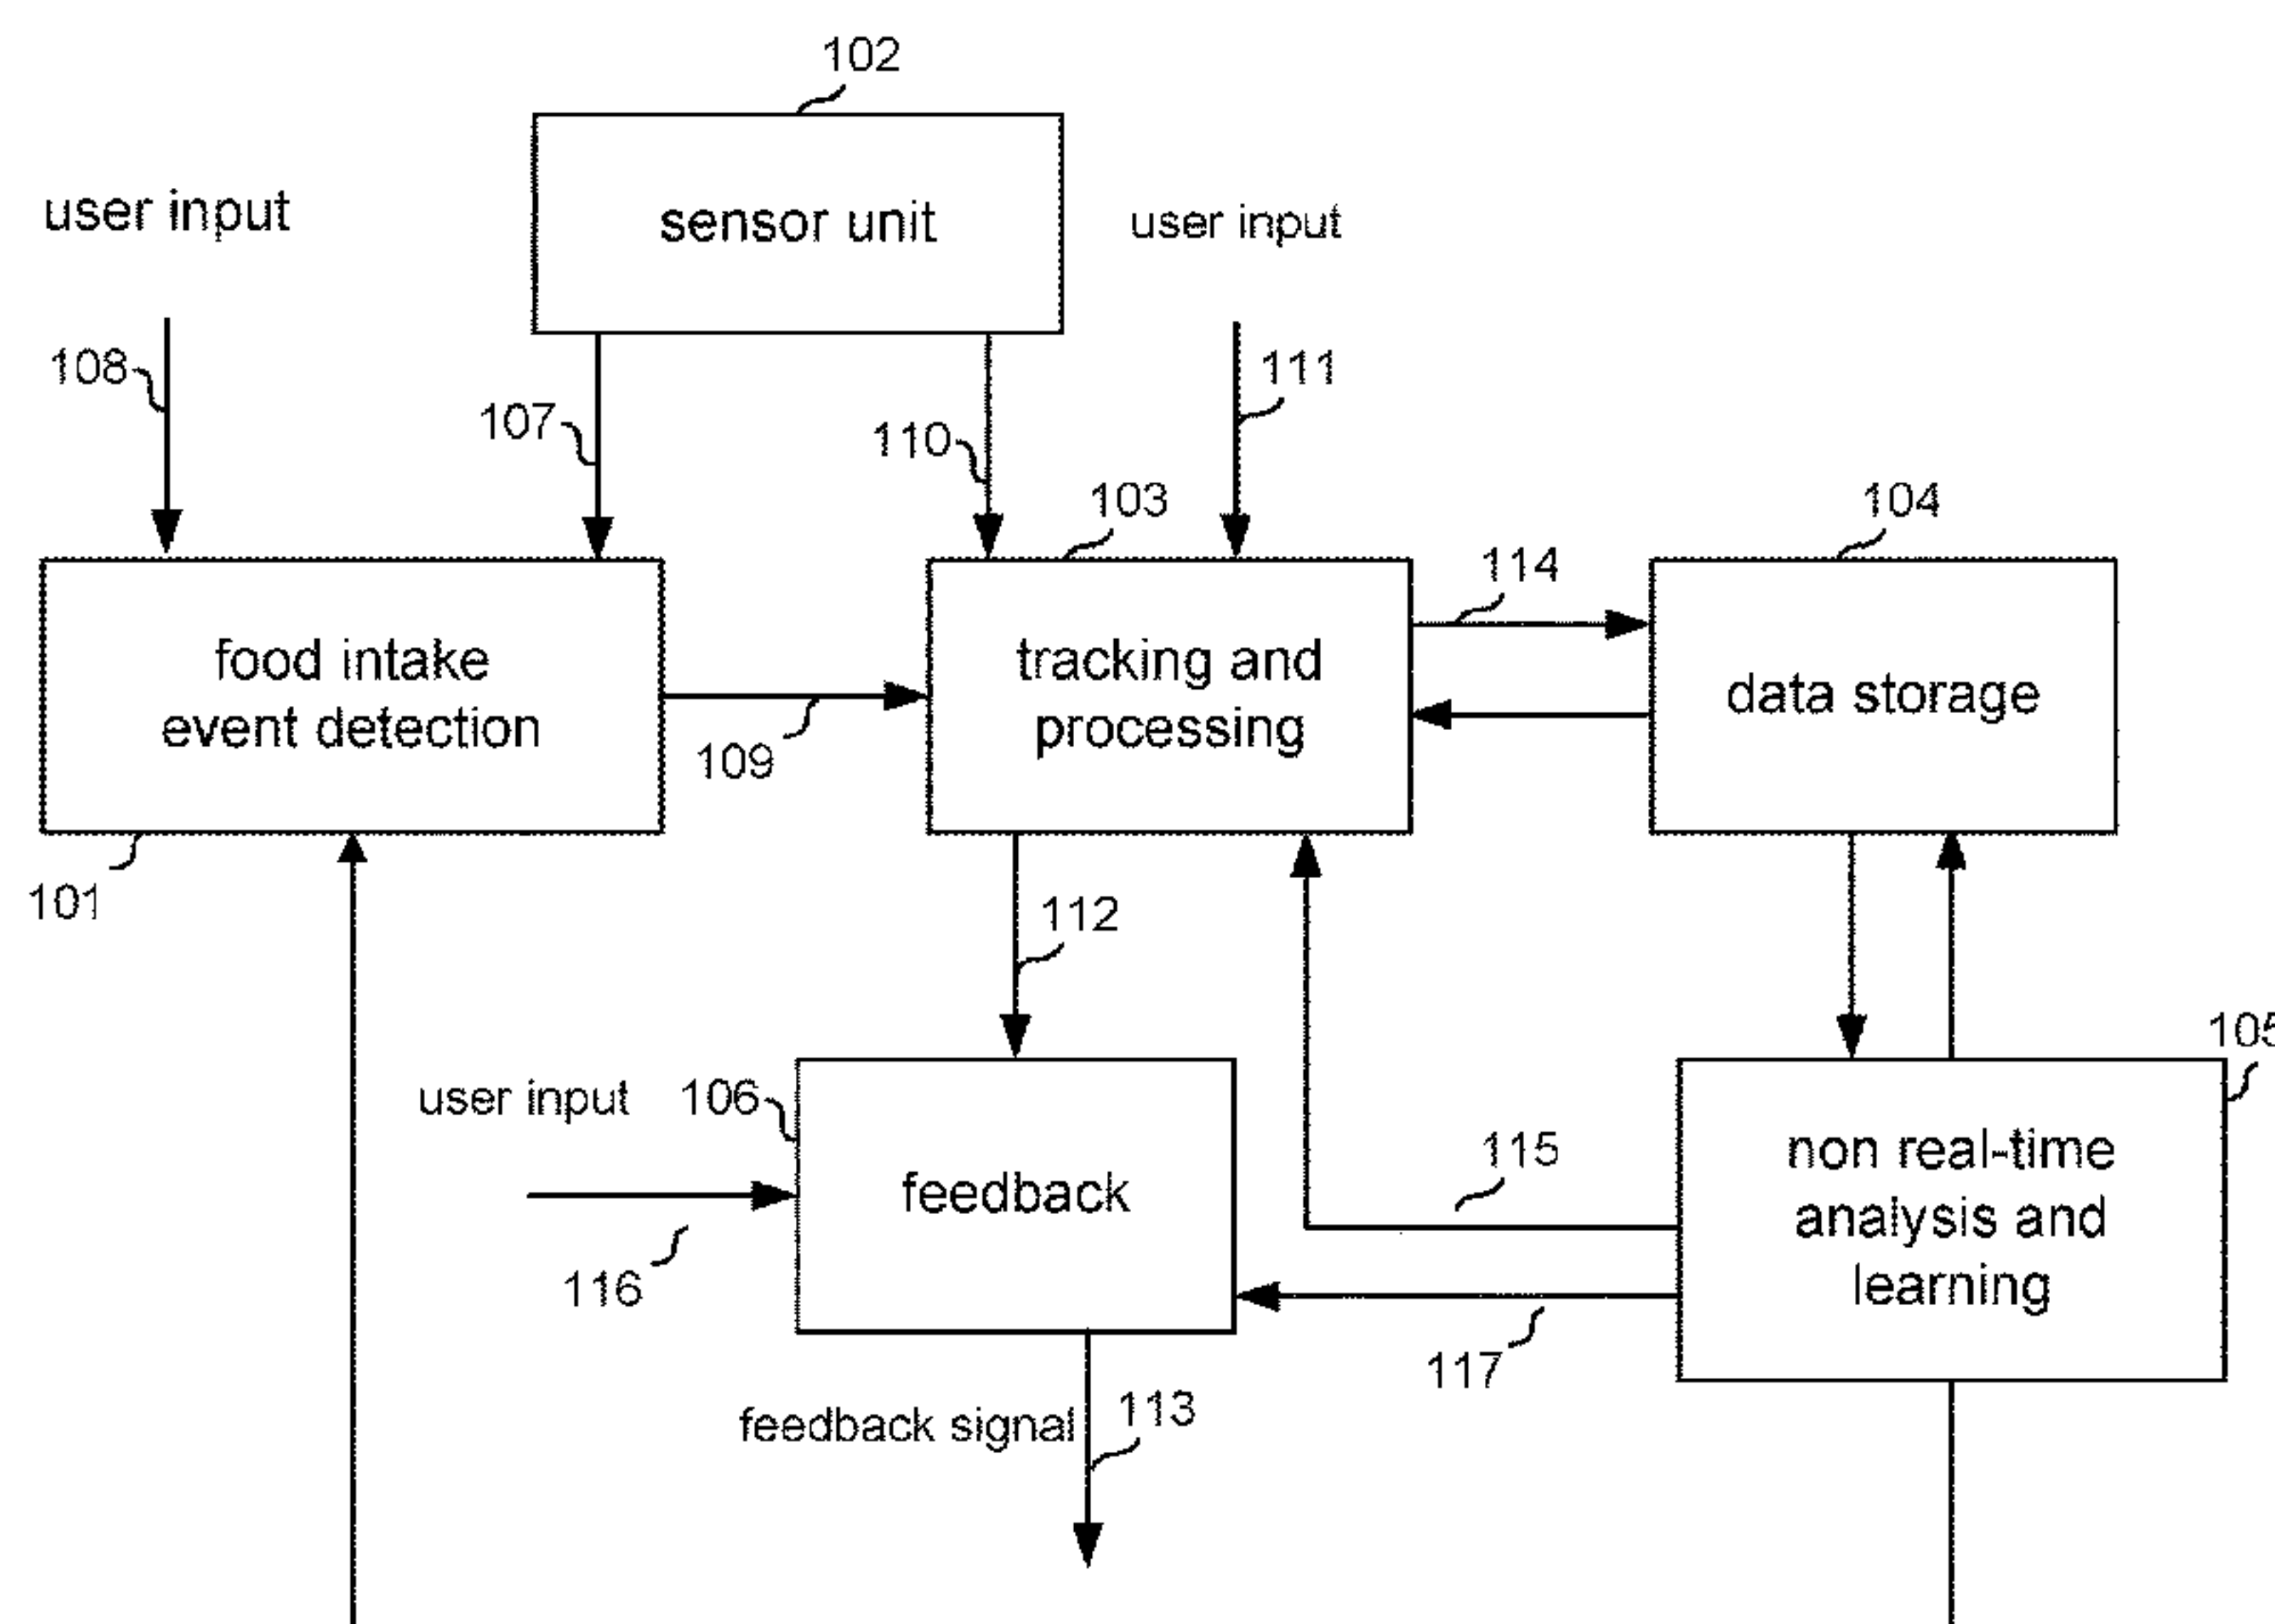 102
user input
sensor unit
user input
108
107
110
111
103
104
114
food intake
event detection
tracking and
processing
data storage
109
101
112
105
user input
106
feedback
115
non real-time
analysis and
learning
116
117
feedback signal
113